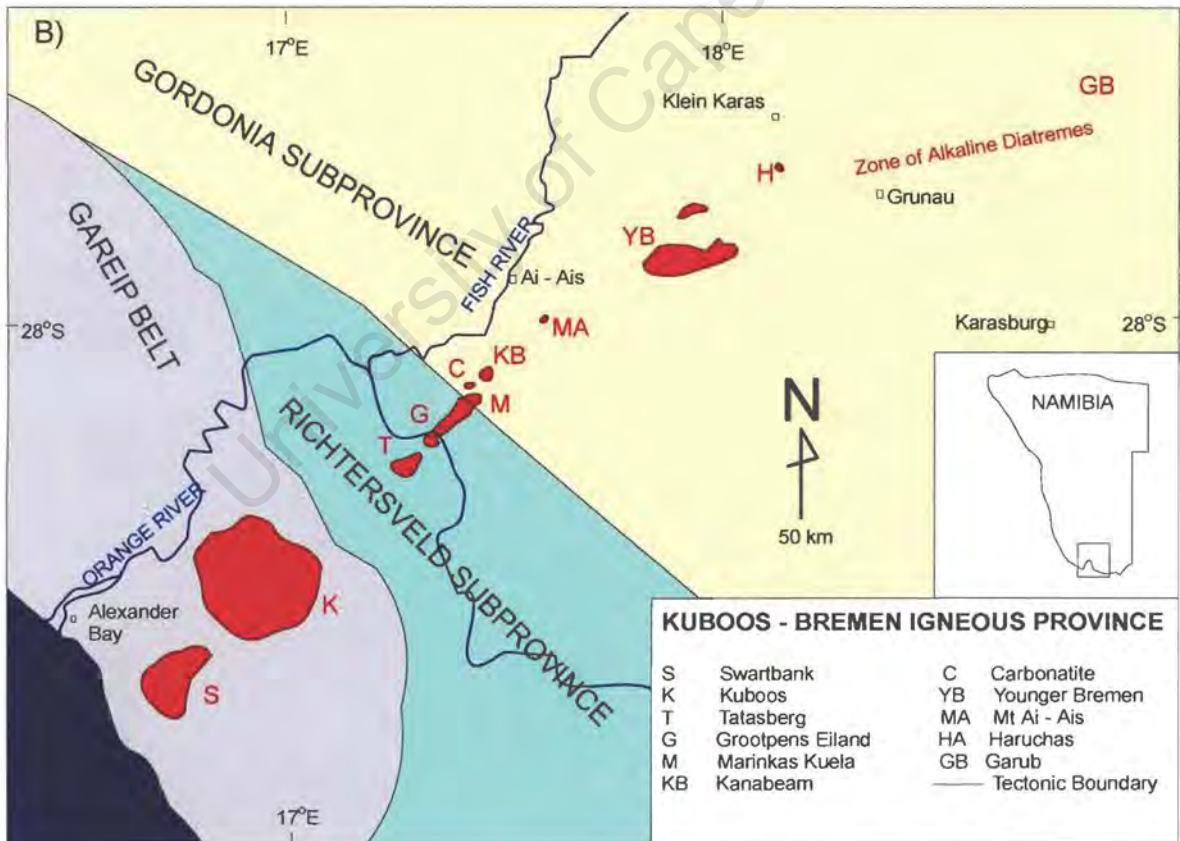 B)
17°E
18°E
GORDONIA SUBPROVINCE
Klein Karas
GB
Zone of Alkaline Diatremes
H
Grunau
GAREIP BELT
FISH RIVER
YB
Ai - Ais
28°S
MA
Karasburg
28°S
KB
C
M
G
T
N
50 km
NAMIBIA
RICHTERSVELD SUBPROVINCE
ORANGE RIVER
K
Alexander
Bay
S
17°E
KUBOOS - BREMEN IGNEOUS PROVINCE
S Swartbank C Carbonatite
K Kuboos YB Younger Bremen
T Tatasberg MA Mt Ai - Ais
G Grootpens Eiland HA Haruchas
M Marinkas Kuela GB Garub
KB Kanabeam Tectonic Boundary
University of Cape